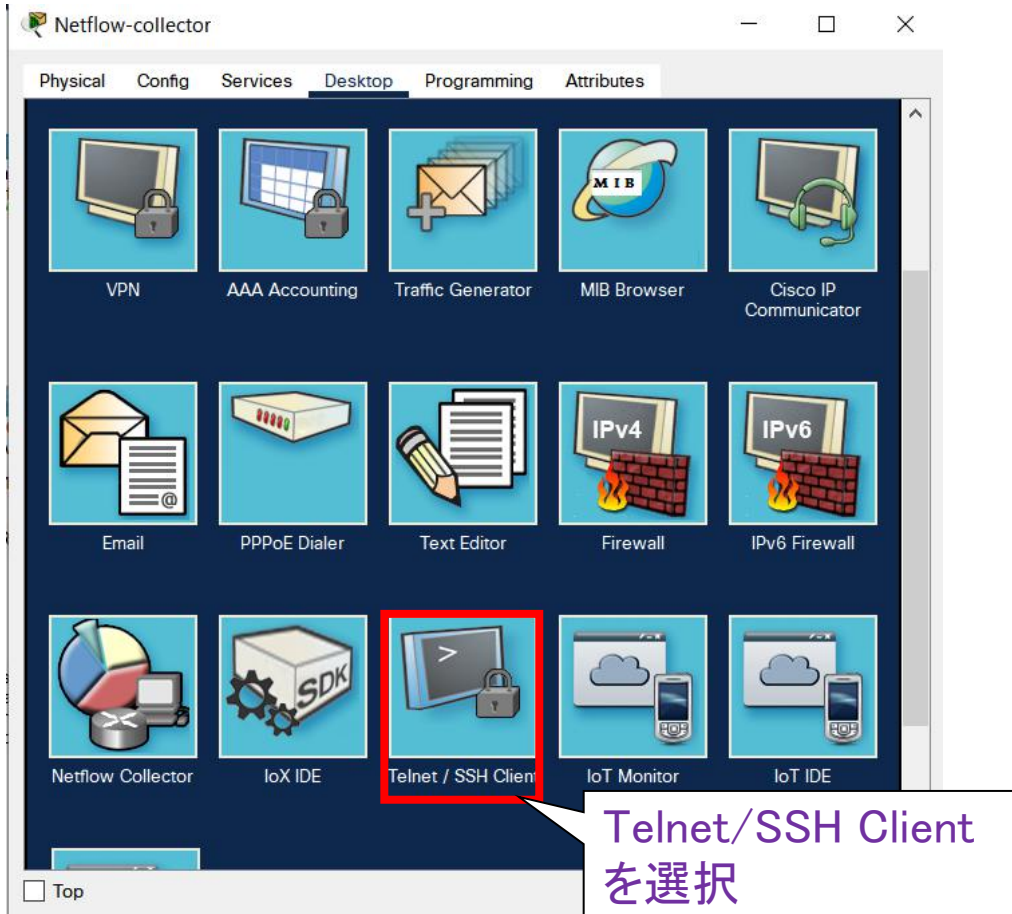 Netflow-collector
Physical Config Services Desktop Programming Attributes
MIB
VPN AAA Accounting Traffic Generator MIB Browser Cisco IP
Communicator
IPv4 IPv6
@
Email PPPoE Dialer Text Editor Firewall IPv6 Firewall
SDK
>
Netflow Collector IoX IDE Telnet / SSH Client IoT Monitor IoT IDE
Telnet/SSH Client
を選択
Top